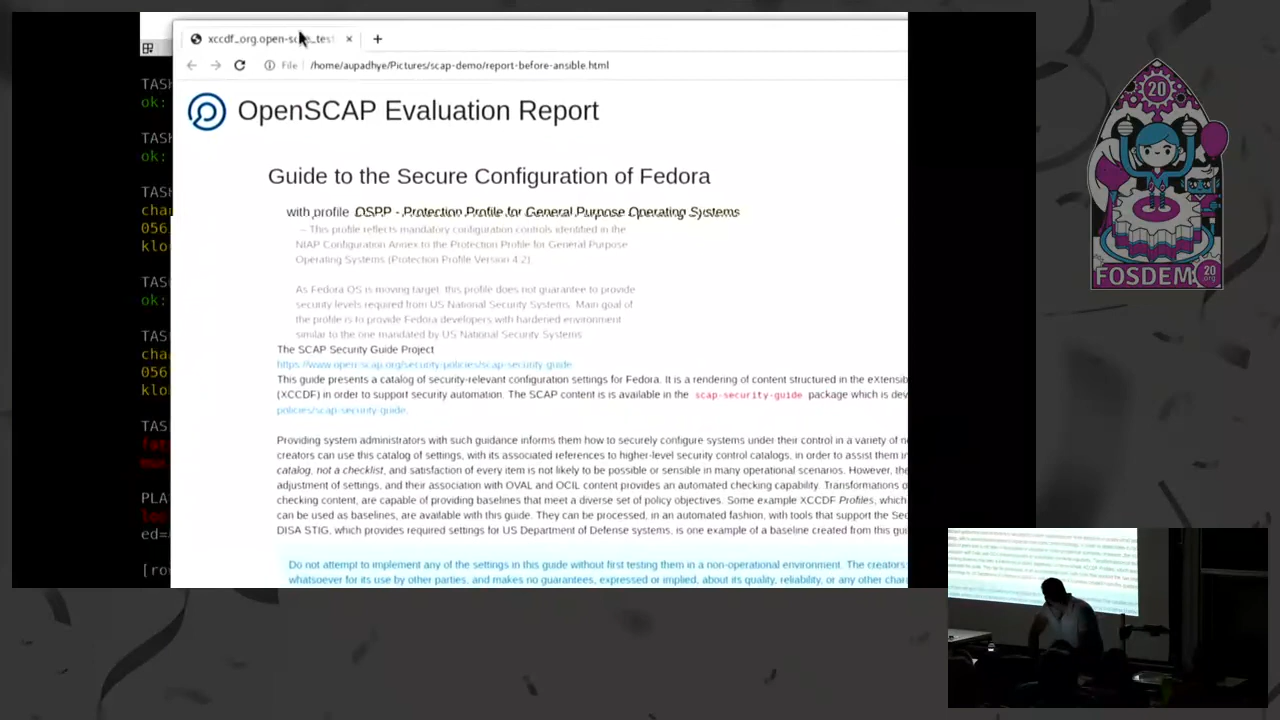 xccdf_org.open-sc
_test
/home/aupadhye/Pictures/scap-demo/report-before-ansible.html
File
OpenSCAP Evaluation Report
Guide to the Secure Configuration of Fedora
with profile OSPP - Protection Profile for General Purpose Operating Systems
– This profile reflects mandatory configuration controls identified in the
NIAP Configuration Annex to the Protection Profile for General Purpose
Operating Systems (Protection Profile Version 4.2).
As Fedora OS is moving target, this profile does not guarantee to provide
security levels required from US National Security Systems. Main goal of
the profile is to provide Fedora developers with hardened environment
similar to the one mandated by US National Security Systems.
The SCAP Security Guide Project
https://www.open-scap.org/security-policies/scap-security-guide
This guide presents a catalog of security-relevant configuration settings for Fedora. It is a rendering of content structured in the eXtensib
(XCCDF) in order to support security automation. The SCAP content is is available in the scap-security-guide package which is dev
policies/scap-security-guide.
Providing system administrators with such guidance informs them how to securely configure systems under their control in a variety of n
creators can use this catalog of settings, with its associated references to higher-level security control catalogs, in order to assist them in
catalog, not a checklist, and satisfaction of every item is not likely to be possible or sensible in many operational scenarios. However, the
adjustment of settings, and their association with OVAL and OCIL content provides an automated checking capability. Transformations o
checking content, are capable of providing baselines that meet a diverse set of policy objectives. Some example XCCDF Profiles, which
can be used as baselines, are available with this guide. They can be processed, in an automated fashion, with tools that support the Sec
DISA STIG, which provides required settings for US Department of Defense systems, is one example of a baseline created from this gui
Do not attempt to implement any of the settings in this guide without first testing them in a non-operational environment. The creators
whatsoever for its use by other parties, and makes no guarantees, expressed or implied, about its quality, reliability, or any other char
TASK
ok:
TASK
ok:
TASK
chan
056
klo
TAS
ok:
TAS
cha
056
klo
TAS
PLA
ed=
[ro
20
FOSDEM
20
org